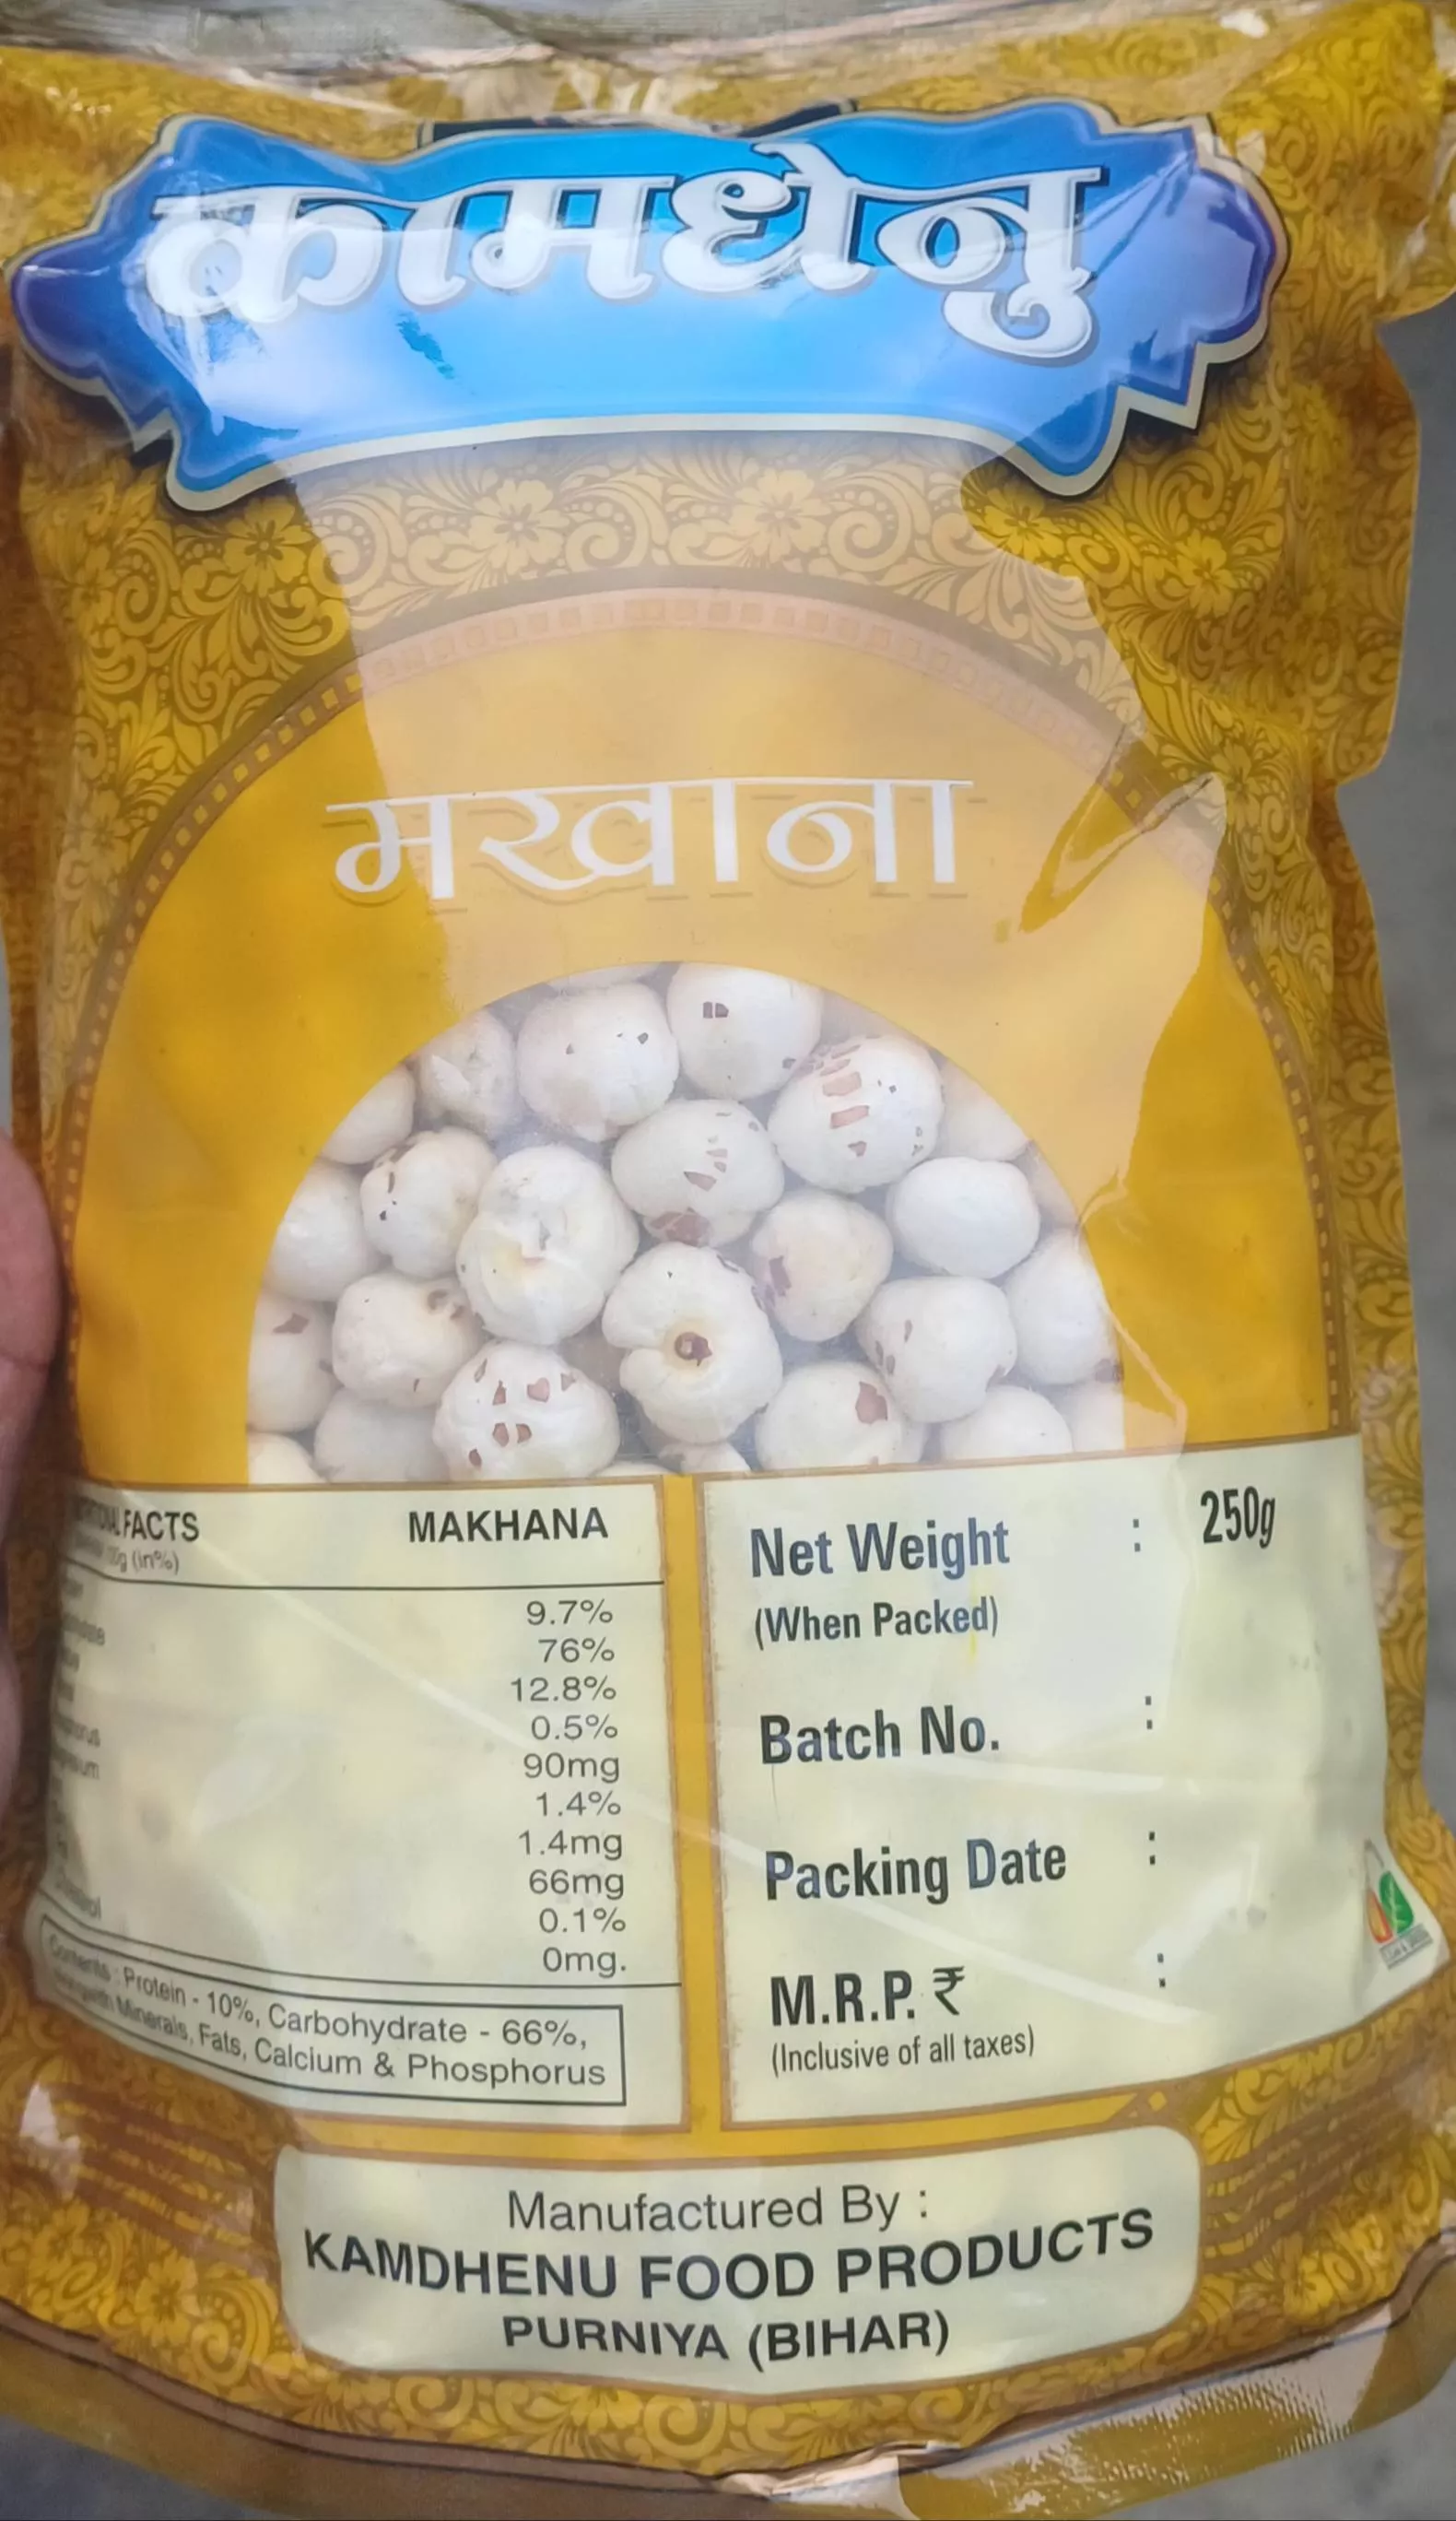 कामधेनु
मखाना
FACTS
(in%)
MAKHANA
9.7%
76%
12.8%
0.5%
90mg
1.4%
1.4mg
66mg
0.1%
0mg.
Contents : Protein - 10%, Carbohydrate - 66%,
Minerals, Fats, Calcium & Phosphorus
Net Weight : 250g
(When Packed)
Batch No. :
Packing Date :
M.R.P. ₹ :
(Inclusive of all taxes)
Manufactured By :
KAMDHENU FOOD PRODUCTS
PURNIYA (BIHAR)